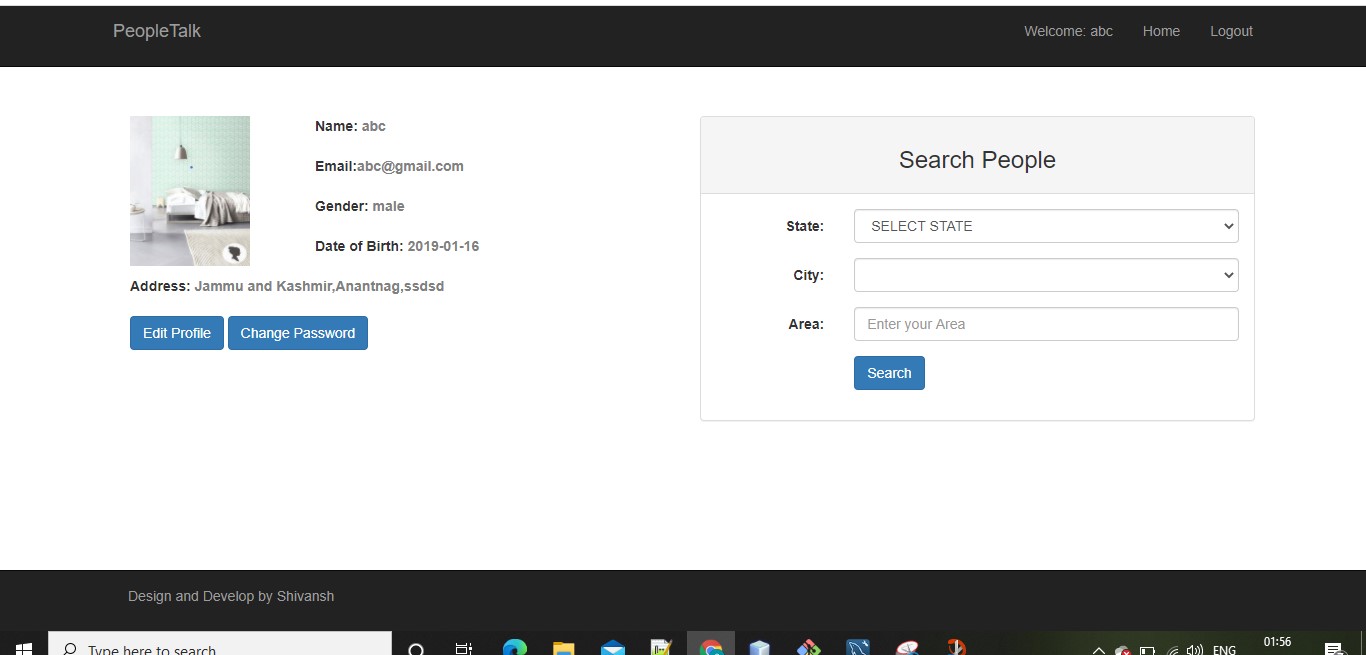 PeopleTalk
Welcome: abc Home Logout
Name: abc
Email:abc@gmail.com
Gender: male
Date of Birth: 2019-01-16
Address: Jammu and Kashmir,Anantnag,ssdsd
Edit Profile Change Password
Search People
State: SELECT STATE
City:
Area: Enter your Area
Search
Design and Develop by Shivansh
Type here to search
ENG
01:56